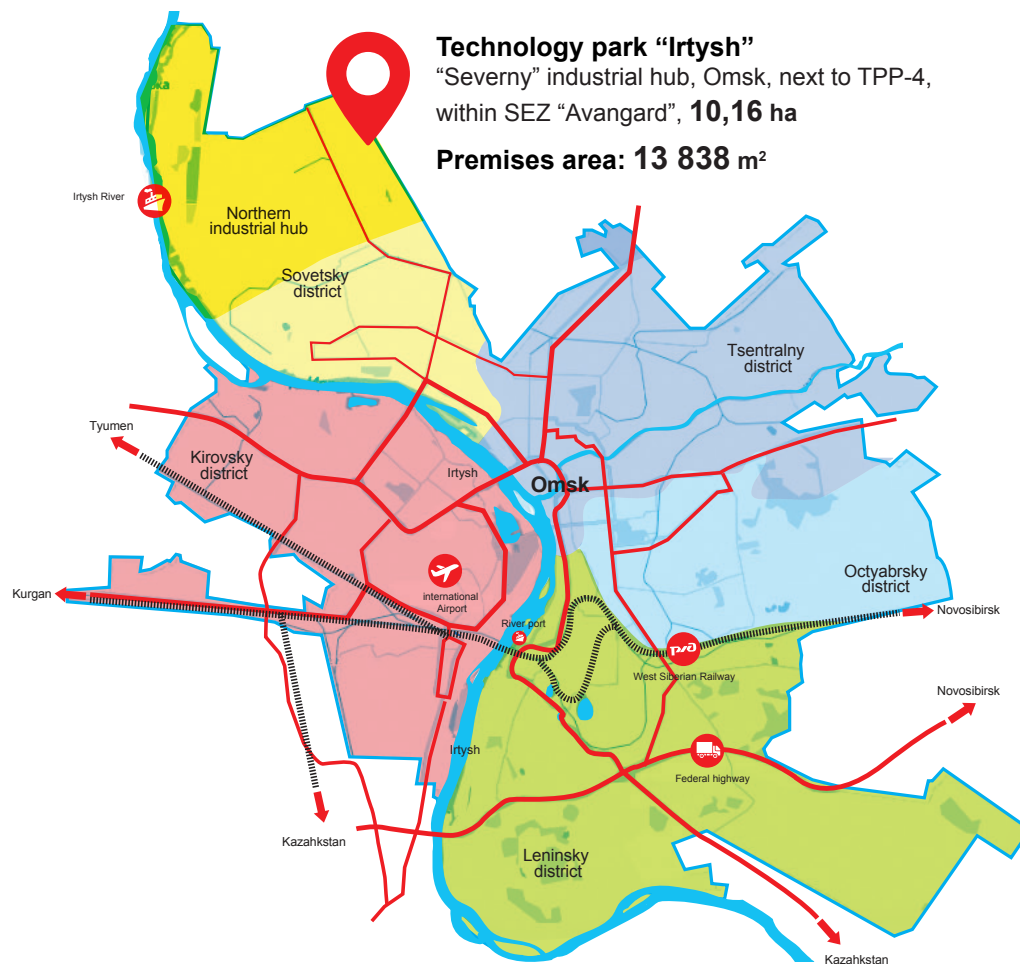 Technology park “Irtysh”
“Severny” industrial hub, Omsk, next to TPP-4,
within SEZ “Avangard”, 10,16 ha
Premises area: 13 838 m²
Irtysh River
Northern
industrial hub
Sovetsky
district
Tsentralny
district
Tyumen
Kirovsky
district
Irtysh
Omsk
Octyabrsky
district
international
Airport
Kurgan
River port
Novosibirsk
РЖД
West Siberian Railway
Novosibirsk
Irtysh
Federal highway
Kazahkstan
Leninsky
district
Kazahkstan